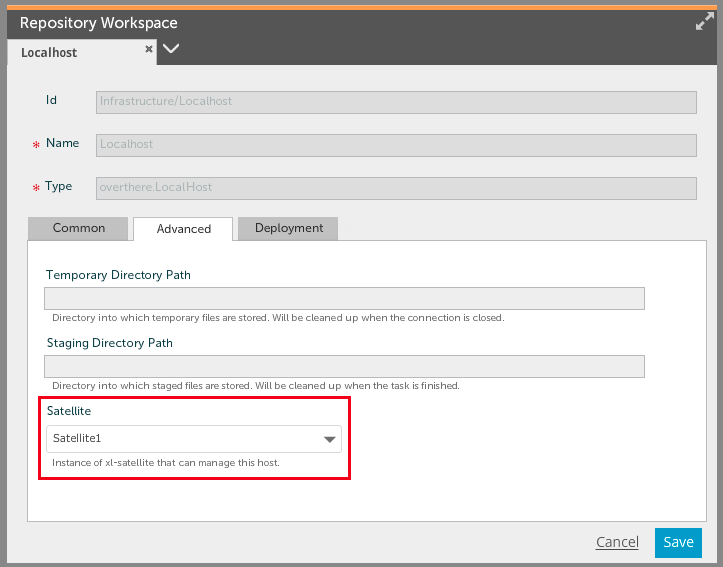 Repository Workspace
Localhost
Id
Infrastructure/Localhost
* Name
Localhost
* Type
overthere.LocalHost
Common Advanced Deployment
Temporary Directory Path
Directory into which temporary files are stored. Will be cleaned up when the connection is closed.
Staging Directory Path
Directory into which staged files are stored. Will be cleaned up when the task is finished.
Satellite
Satellite1
Instance of xl-satellite that can manage this host.
Cancel Save